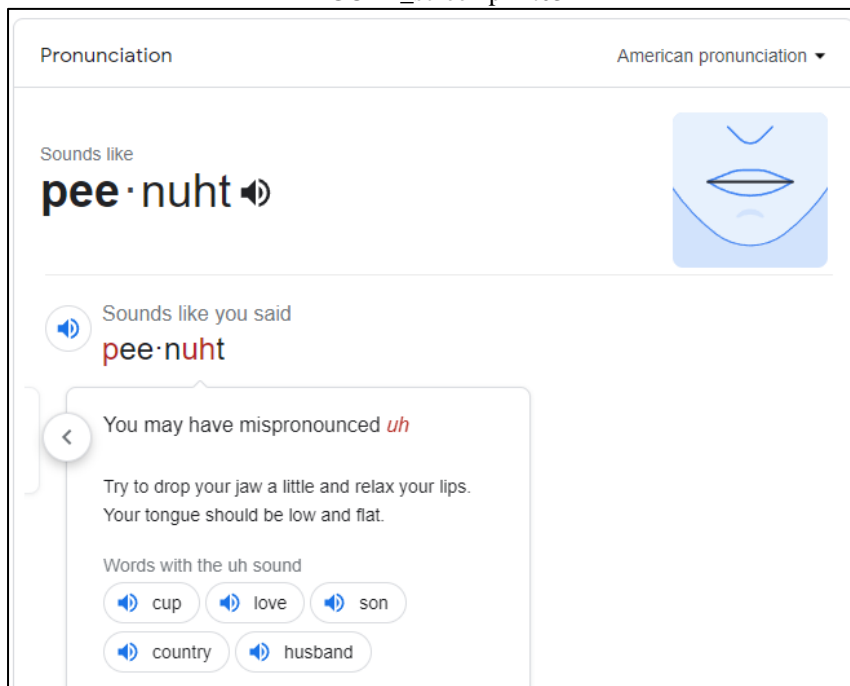 Pronunciation American pronunciation
Sounds like
pee·nuht
Sounds like you said
pee·nuht
You may have mispronounced uh
Try to drop your jaw a little and relax your lips.
Your tongue should be low and flat.
Words with the uh sound
cup love son
country husband